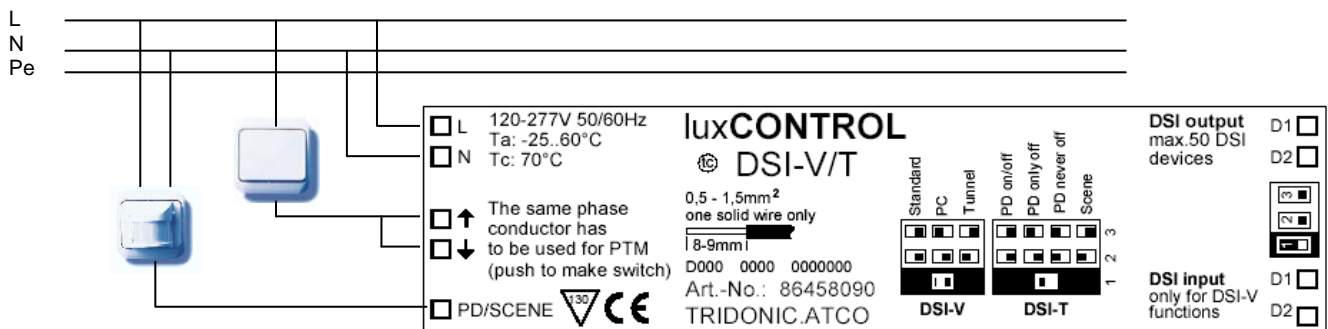 L
N
Pe
L
N
120-277V 50/60Hz
Ta: -25..60°C
Tc: 70°C
The same phase
conductor has
to be used for PTM
(push to make switch)
PD/SCENE
130
CE
luxCONTROL
tc DSI-V/T
0,5 - 1,5mm²
one solid wire only
8-9mm
D000 0000 0000000
Art.-No.: 86458090
TRIDONIC.ATCO
Standard
PC
Tunnel
PD on/off
PD only off
PD never off
Scene
3
2
1
DSI-V
DSI-T
DSI output
max.50 DSI
devices
D1
D2
3
2
1
DSI input
only for DSI-V
functions
D1
D2